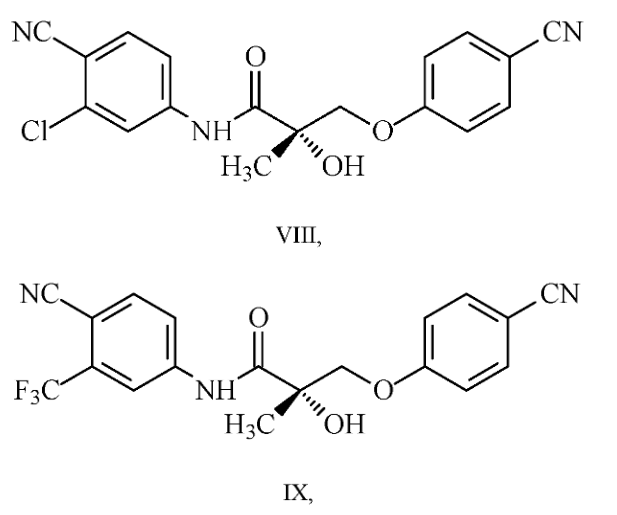 NC CN
O
Cl NH O
H₃C OH
VIII,
NC CN
O
F₃C NH O
H₃C OH
IX,